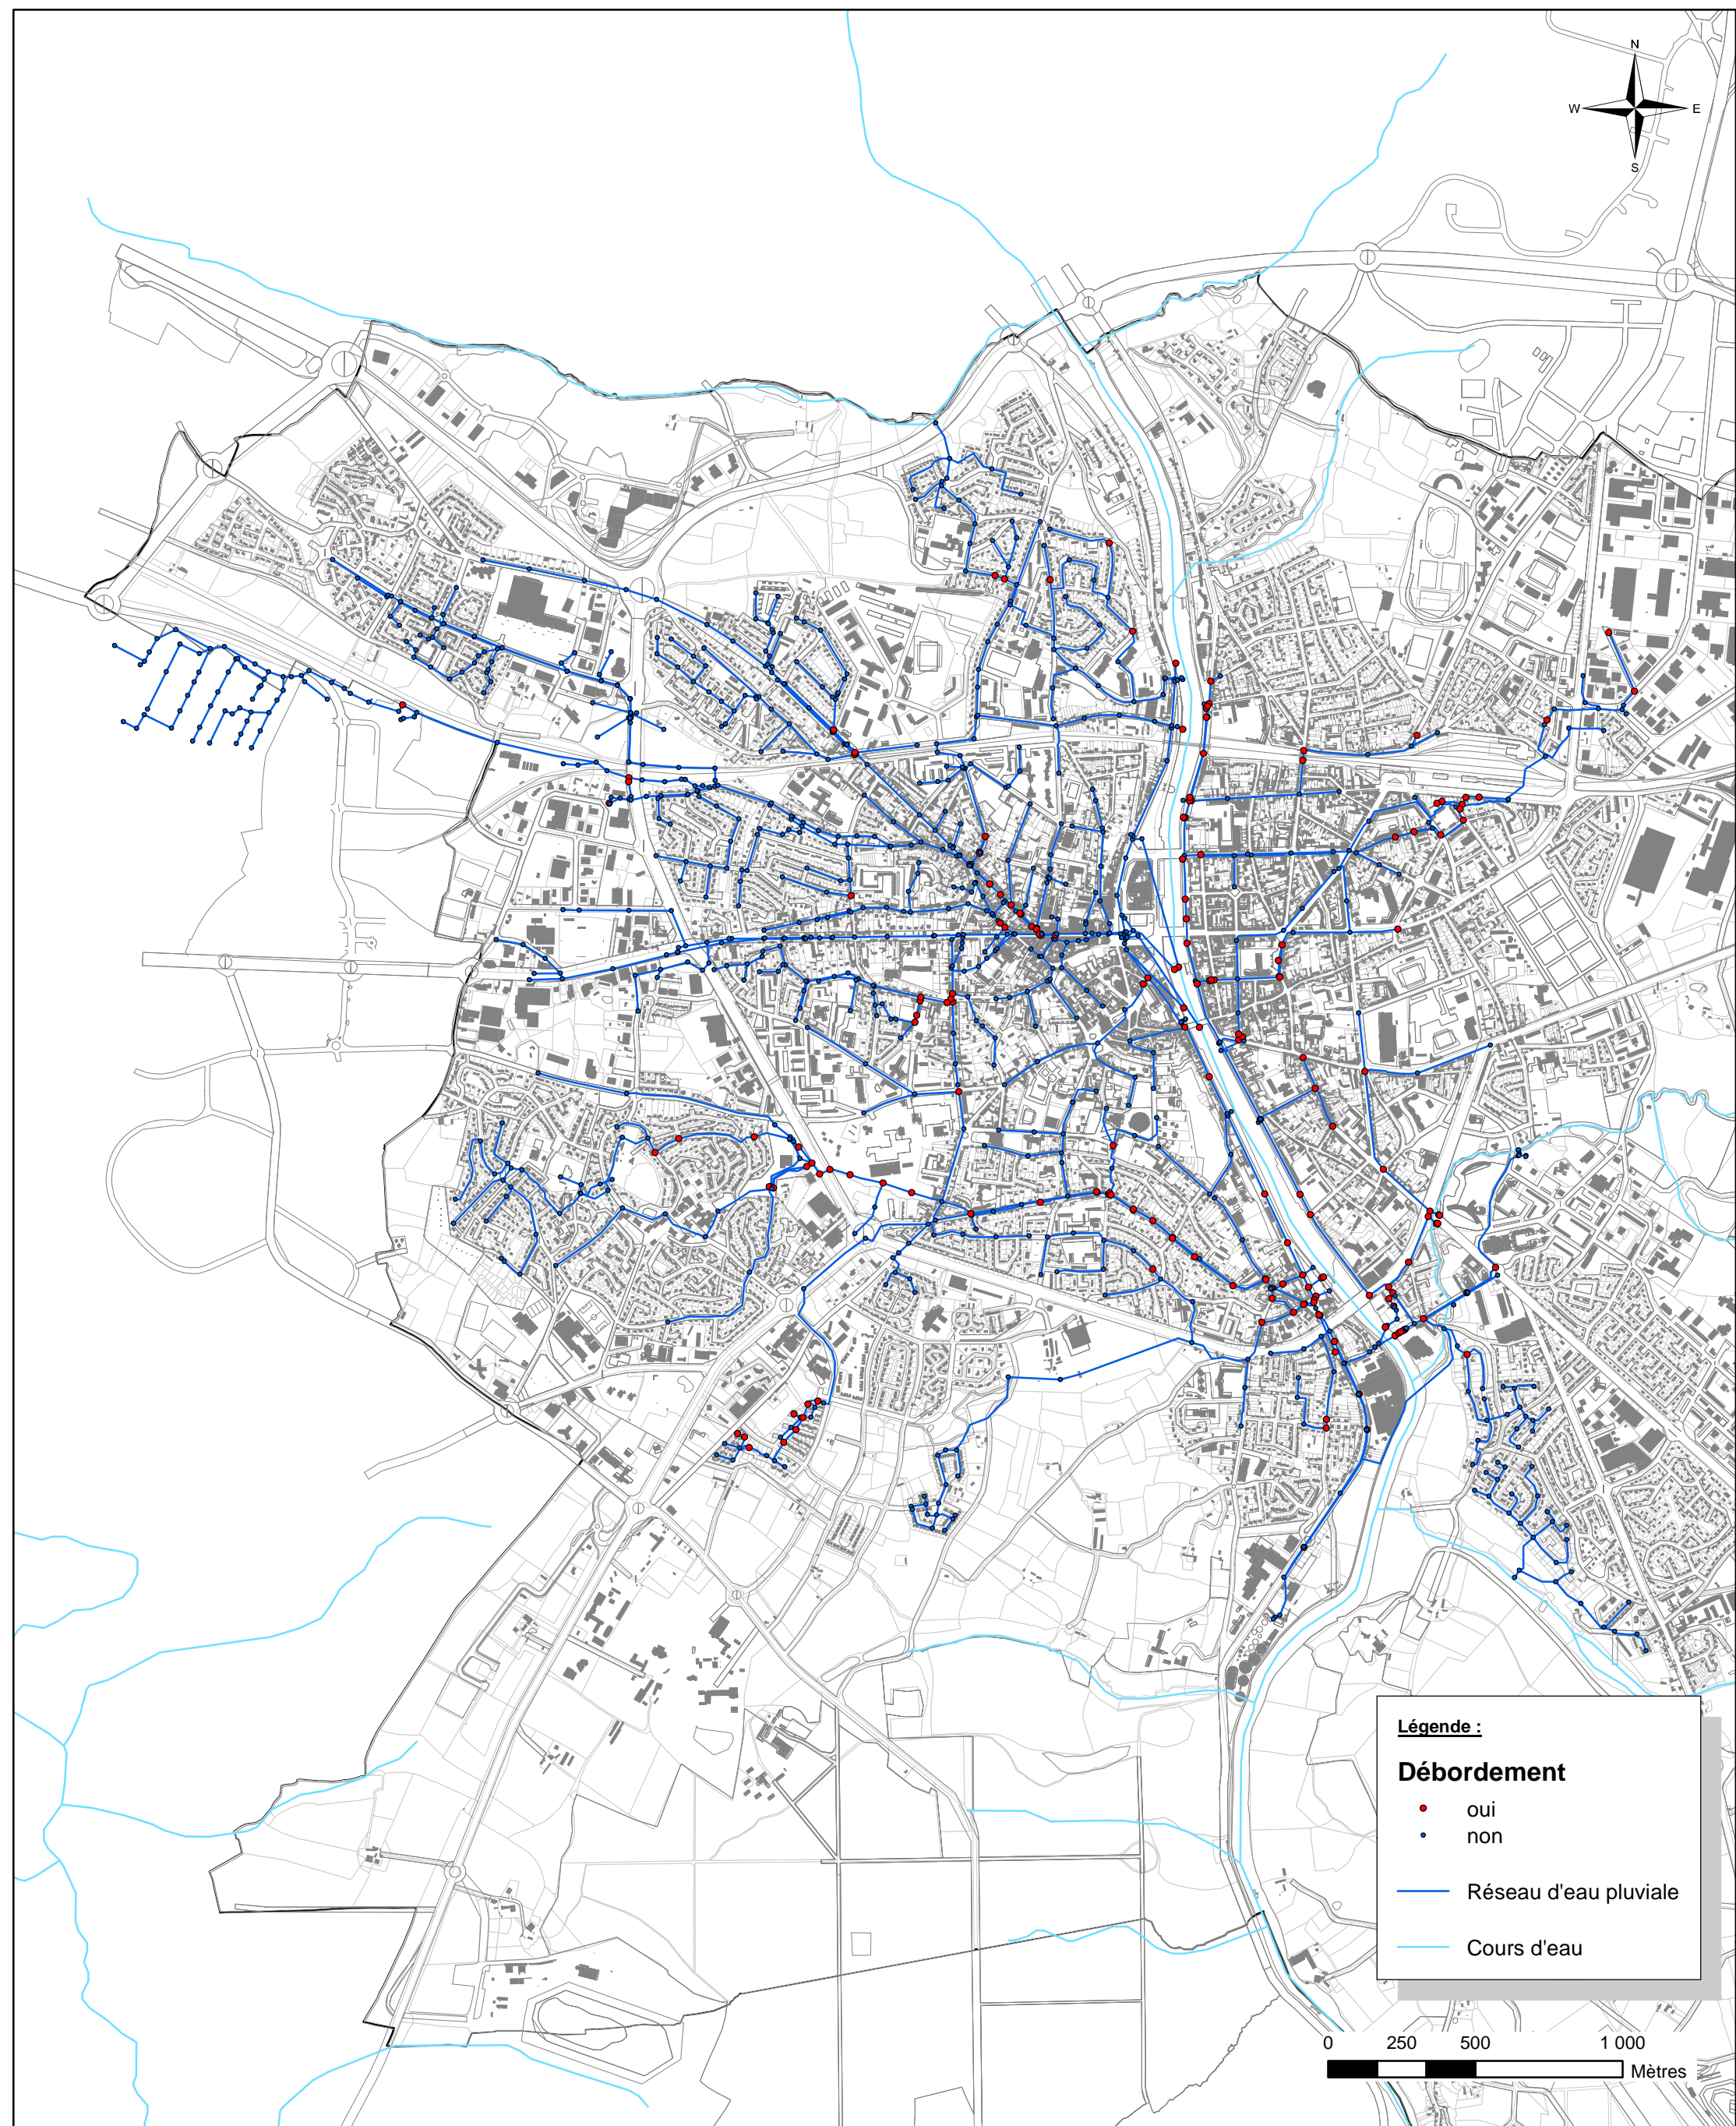 N
W E
S
Légende :
Débordement
oui
non
Réseau d'eau pluviale
Cours d'eau
0 250 500 1 000
Mètres